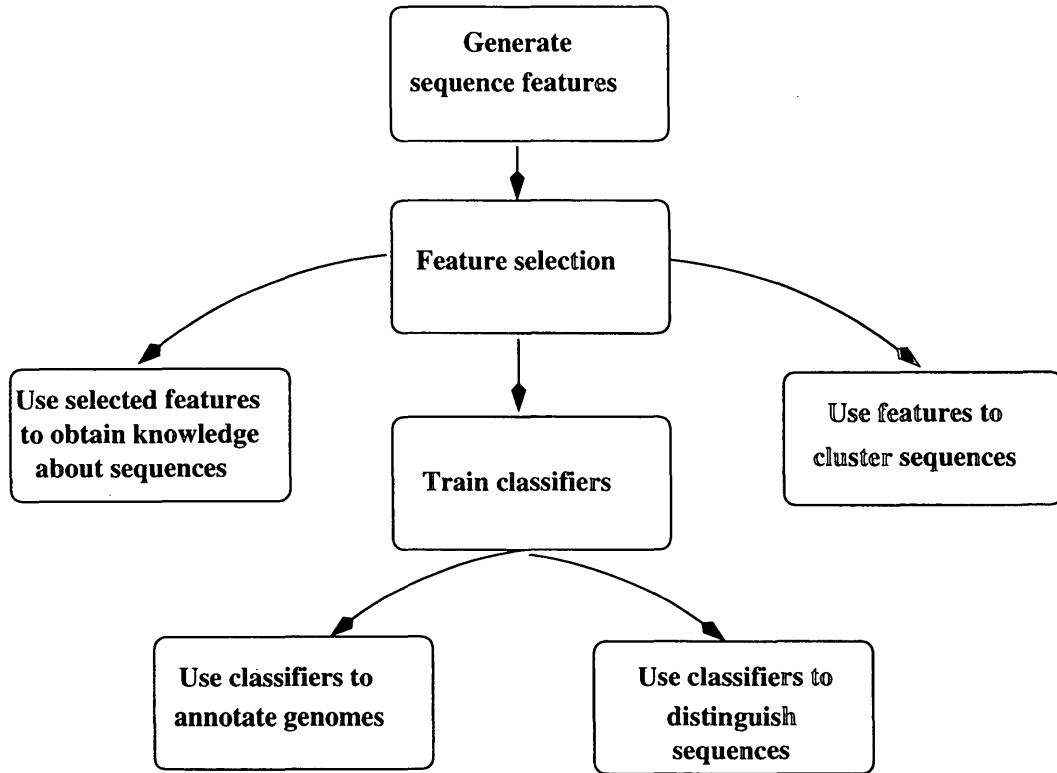 Generate
sequence features
Feature selection
Use selected features
to obtain knowledge
about sequences
Train classifiers
Use features to
cluster sequences
Use classifiers to
annotate genomes
Use classifiers to
distinguish
sequences